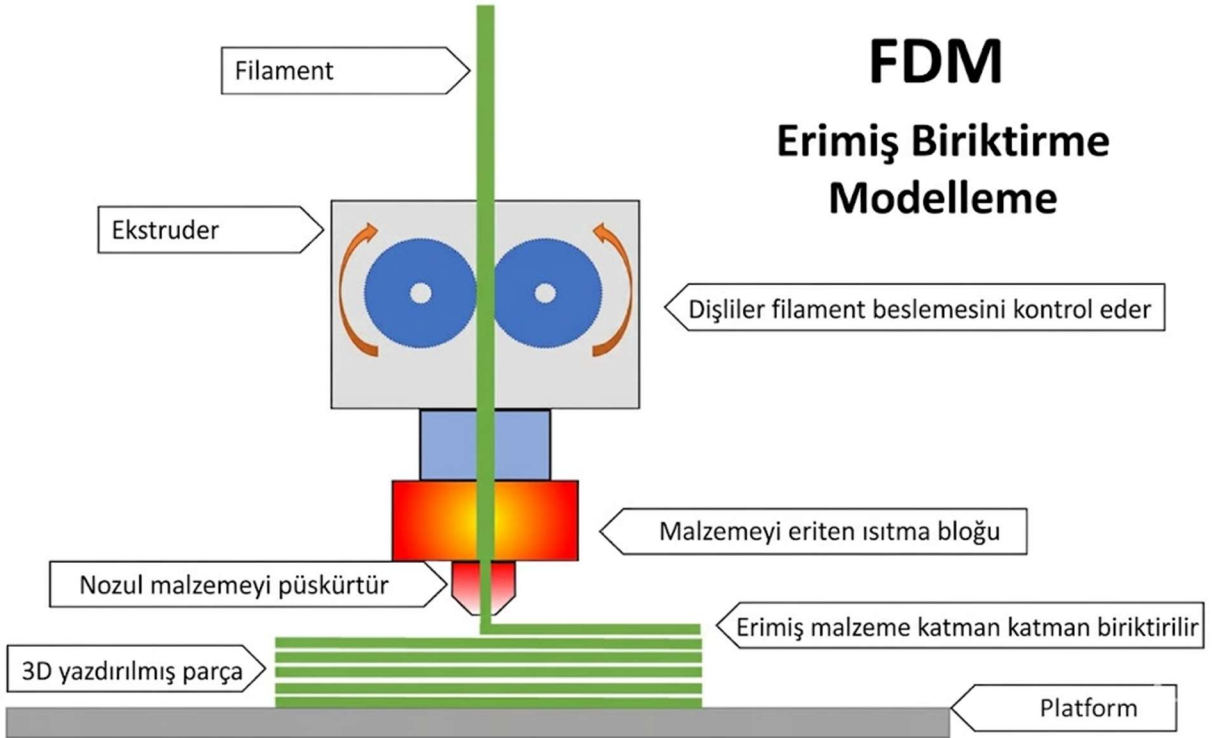 FDM
Erimiş Biriktirme
Modelleme
Filament
Ekstruder
Dişliler filament beslemesini kontrol eder
Malzemeyi eriten ısıtma bloğu
Nozul malzemeyi püskürtür
Erimiş malzeme katman katman biriktirilir
3D yazdırılmış parça
Platform